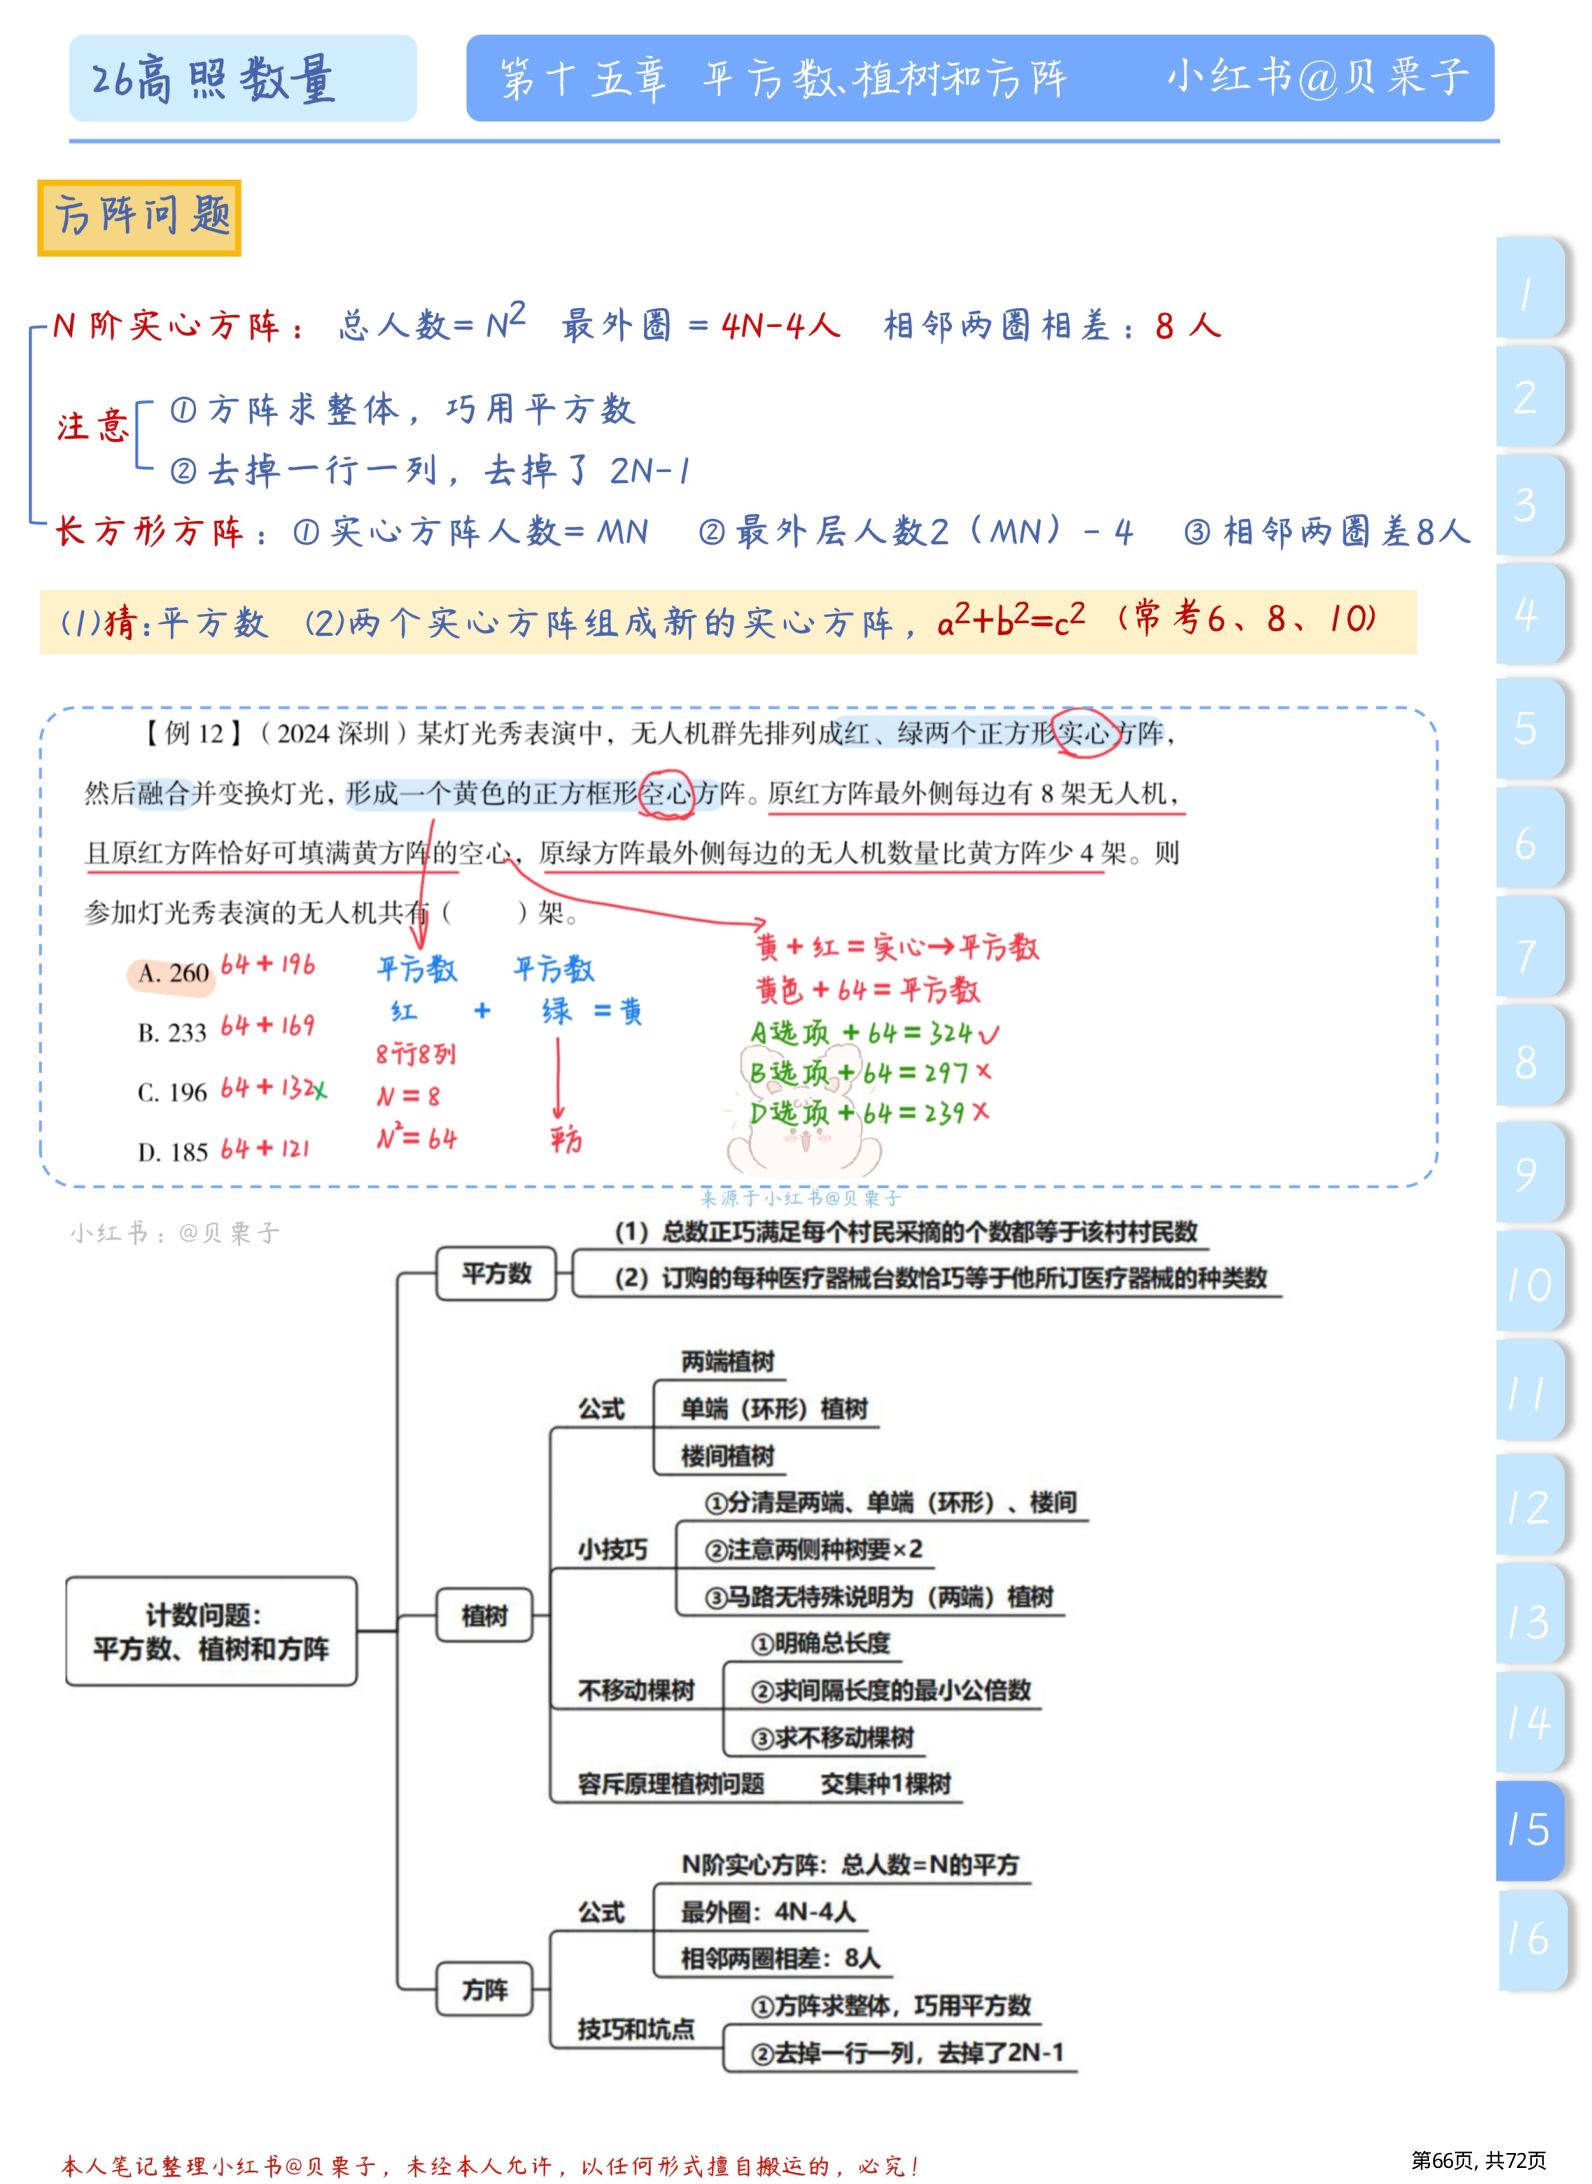 26高照数量
第十五章 平方数、植树和方阵 小红书@贝栗子
方阵问题
N阶实心方阵：总人数=N² 最外圈=4N-4人 相邻两圈相差：8人
注意
①方阵求整体，巧用平方数
②去掉一行一列，去掉了2N-1
长方形方阵：①实心方阵人数=MN ②最外层人数2（MN）-4 ③相邻两圈差8人
(1)猜:平方数 (2)两个实心方阵组成新的实心方阵，a²+b²=c²（常考6、8、10）
【例12】（2024深圳）某灯光秀表演中，无人机群先排列成红、绿两个正方形实心方阵，
然后融合并变换灯光，形成一个黄色的正方框形空心方阵。原红方阵最外侧每边有8架无人机，
且原红方阵恰好可填满黄方阵的空心，原绿方阵最外侧每边的无人机数量比黄方阵少4架。则
参加灯光秀表演的无人机共有（ ）架。
A. 260 64+196
B. 233 64+169
C. 196 64+132×
D. 185 64+121
平方数 平方数
红 + 绿 =黄
8行8列
N=8
N²=64
平方
黄+红=实心→平方数
黄色+64=平方数
A选项+64=324✓
B选项+64=297×
D选项+64=239×
来源于小红书@贝栗子
小红书：@贝栗子
计数问题：
平方数、植树和方阵
平方数
（1）总数正巧满足每个村民采摘的个数都等于该村村民数
（2）订购的每种医疗器械台数恰巧等于他所订医疗器械的种类数
植树
公式
两端植树
单端（环形）植树
楼间植树
小技巧
①分清是两端、单端（环形）、楼间
②注意两侧种树要×2
③马路无特殊说明为（两端）植树
不移动棵树
①明确总长度
②求间隔长度的最小公倍数
③求不移动棵树
容斥原理植树问题 交集种1棵树
方阵
公式
N阶实心方阵：总人数=N的平方
最外圈：4N-4人
相邻两圈相差：8人
技巧和坑点
①方阵求整体，巧用平方数
②去掉一行一列，去掉了2N-1
1
2
3
4
5
6
7
8
9
10
11
12
13
14
15
16
本人笔记整理小红书@贝栗子，未经本人允许，以任何形式擅自搬运的，必究！
第66页, 共72页